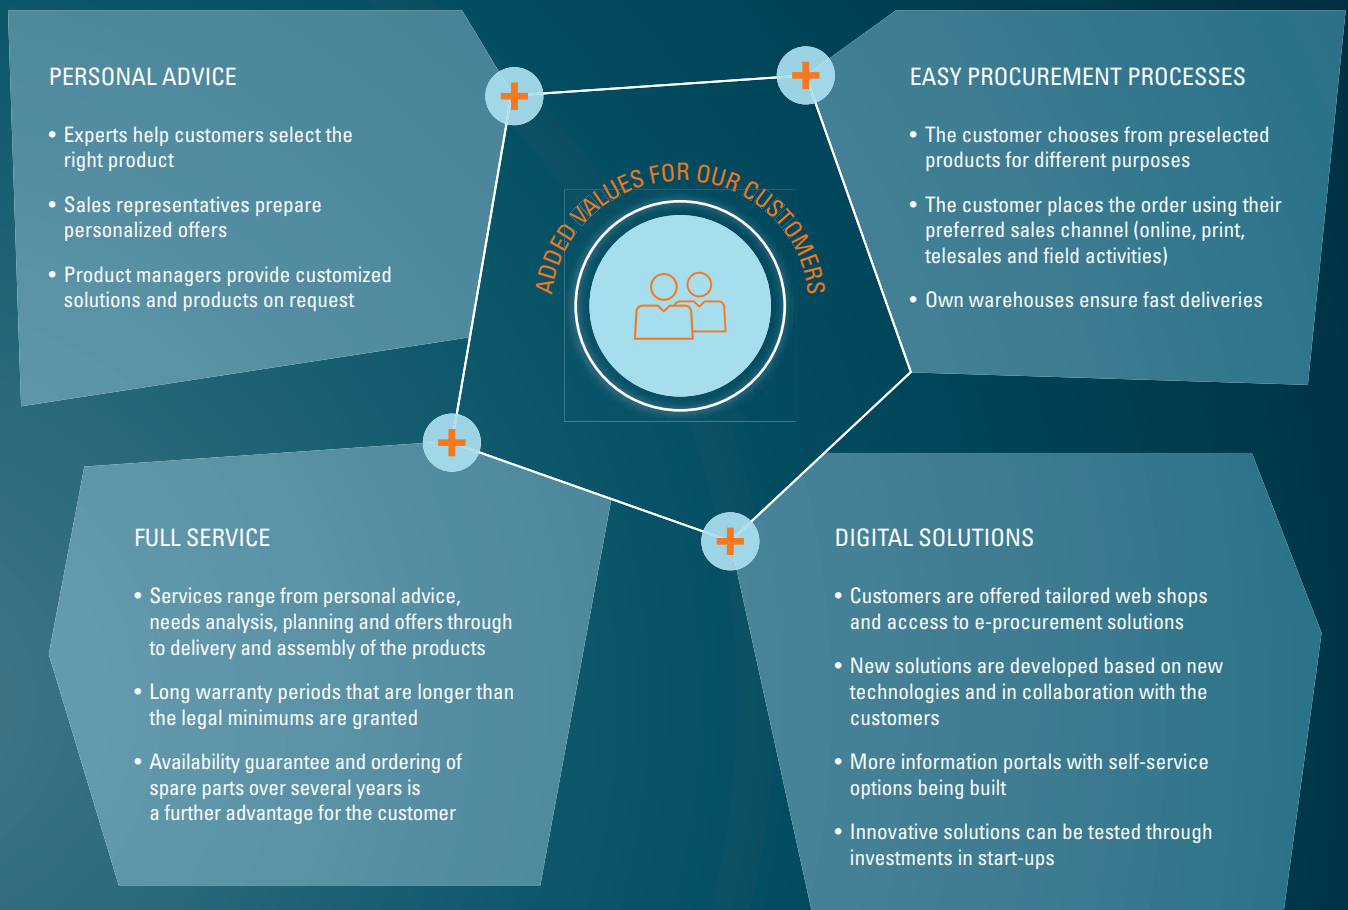 PERSONAL ADVICE
• Experts help customers select the
right product
• Sales representatives prepare
personalized offers
• Product managers provide customized
solutions and products on request
ADDED VALUES FOR OUR CUSTOMERS
EASY PROCUREMENT PROCESSES
• The customer chooses from preselected
products for different purposes
• The customer places the order using their
preferred sales channel (online, print,
telesales and field activities)
• Own warehouses ensure fast deliveries
FULL SERVICE
• Services range from personal advice,
needs analysis, planning and offers through
to delivery and assembly of the products
• Long warranty periods that are longer than
the legal minimums are granted
• Availability guarantee and ordering of
spare parts over several years is
a further advantage for the customer
DIGITAL SOLUTIONS
• Customers are offered tailored web shops
and access to e-procurement solutions
• New solutions are developed based on new
technologies and in collaboration with the
customers
• More information portals with self-service
options being built
• Innovative solutions can be tested through
investments in start-ups